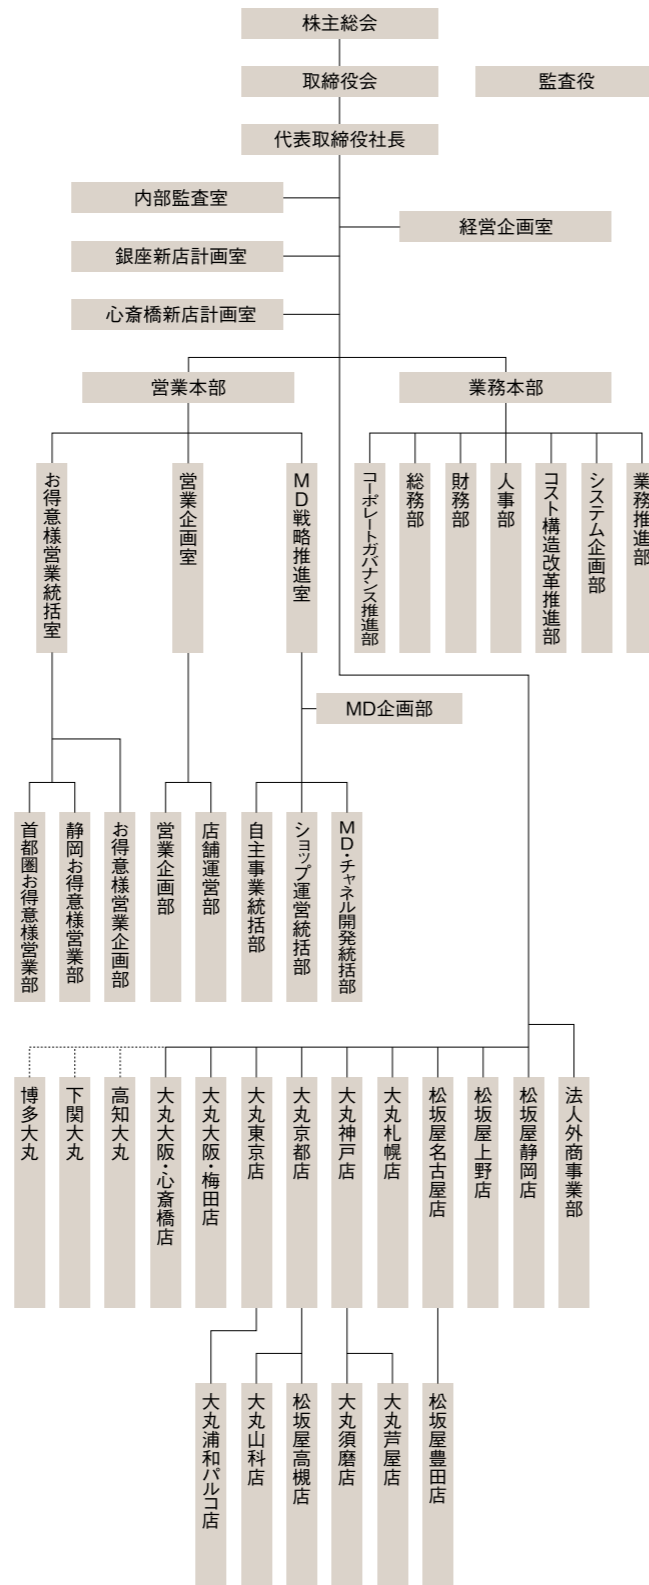 株主総会
取締役会
監査役
代表取締役社長
内部監査室
経営企画室
銀座新店計画室
心斎橋新店計画室
営業本部
業務本部
お得意様営業統括室
営業企画室
MD戦略推進室
コーポレートガバナンス推進部
総務部
財務部
人事部
コスト構造改革推進部
システム企画部
業務推進部
MD企画部
首都圏お得意様営業部
静岡お得意様営業部
お得意様営業企画部
営業企画部
店舗運営部
自主事業統括部
ショップ運営統括部
MD・チャネル開発統括部
博多大丸
下関大丸
高知大丸
大丸大阪・心斎橋店
大丸大阪・梅田店
大丸東京店
大丸京都店
大丸神戸店
大丸札幌店
松坂屋名古屋店
松坂屋上野店
松坂屋静岡店
法人外商事業部
大丸浦和パルコ店
大丸山科店
松坂屋高槻店
大丸須磨店
大丸芦屋店
松坂屋豊田店